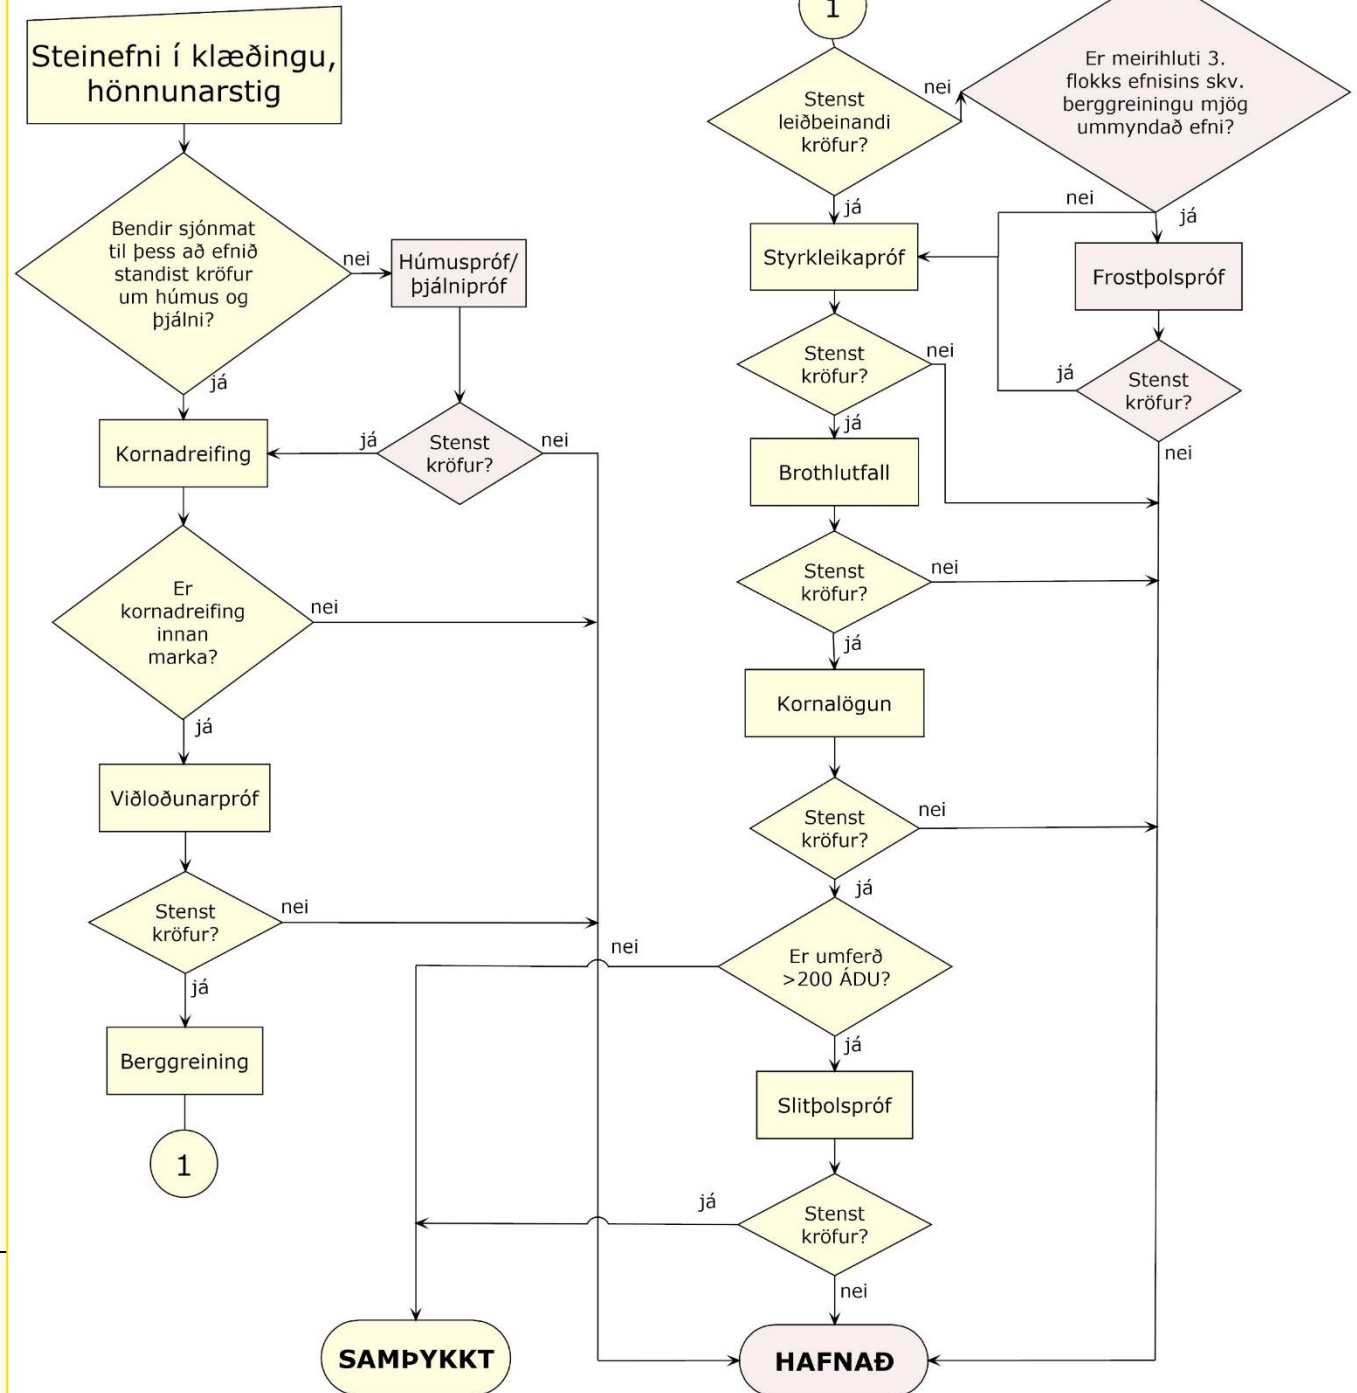 Steinefni í klæðingu,
hönnunarstig
Bendir sjónmat
til þess að efnið
standist kröfur
um húmus og
þjálni?
nei
Húmuspróf/
þjálnipróf
já
Kornadreifing
já
Stenst
kröfur?
nei
Er
kornadreifing
innan
marka?
nei
já
Viðloðunarpróf
Stenst
kröfur?
nei
já
Berggreining
1
1
Stenst
leiðbeinandi
kröfur?
nei
Er meirihluti 3.
flokks efnisins skv.
berggreiningu mjög
ummyndað efni?
já
nei
já
Styrkleikapróf
Frostþolspróf
Stenst
kröfur?
nei
já
Stenst
kröfur?
já
nei
Brothlutfall
Stenst
kröfur?
nei
já
Kornalögun
Stenst
kröfur?
nei
já
Er umferð
>200 ÁDU?
nei
já
Slitþolspróf
Stenst
kröfur?
já
nei
SAMÞYKKT
HAFNAÐ